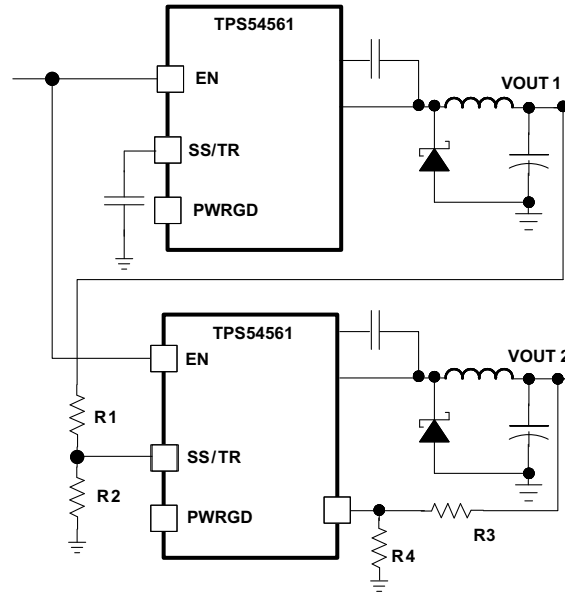 TPS54561
EN
VOUT 1
SS/TR
PWRGD
TPS54561
EN
VOUT 2
R1
SS/TR
R2
PWRGD
R3
R4